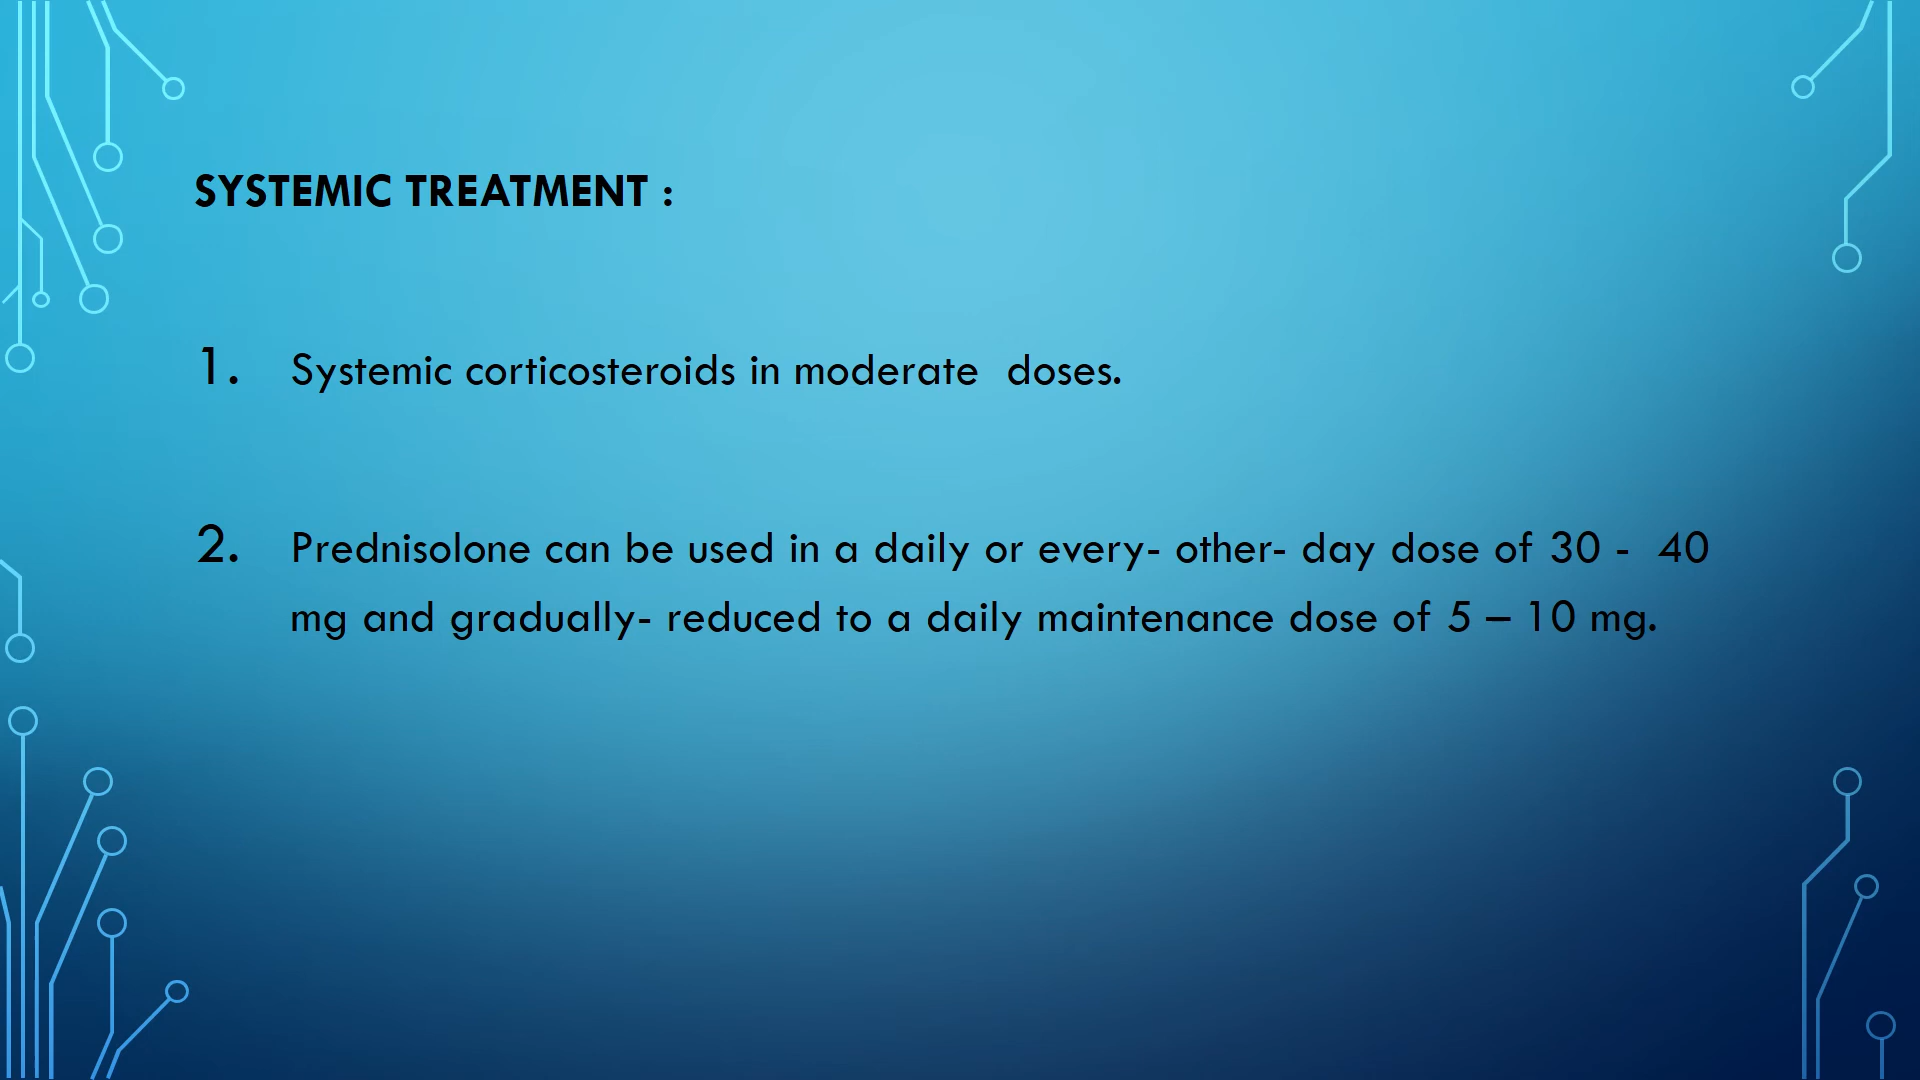 SYSTEMIC TREATMENT :
1. Systemic corticosteroids in moderate  doses.
2. Prednisolone can be used in a daily or every- other- day dose of 30 -  40
mg and gradually- reduced to a daily maintenance dose of 5 – 10 mg.